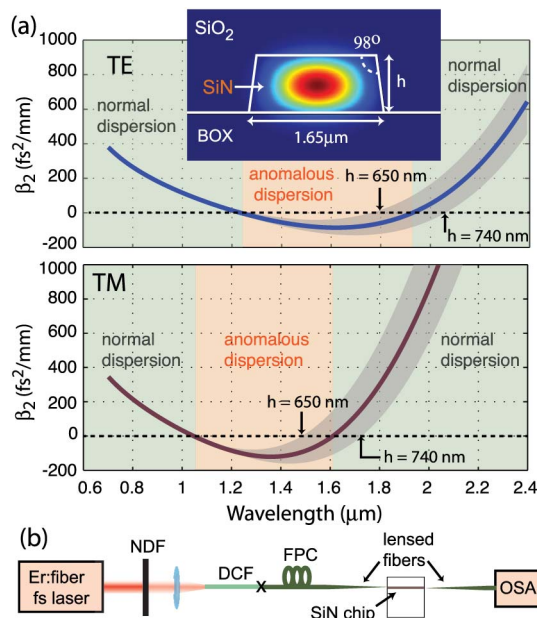 (a)
SiO2
98o
h
SiN
BOX
1.65μm
TE
1000
800
600
400
200
0
-200
β2 (fs2/mm)
normal
dispersion
anomalous
dispersion
normal
dispersion
h = 650 nm
h = 740 nm
TM
1000
800
600
400
200
0
-200
β2 (fs2/mm)
normal
dispersion
anomalous
dispersion
normal
dispersion
h = 650 nm
h = 740 nm
0.6 0.8 1 1.2 1.4 1.6 1.8 2 2.2 2.4
Wavelength (μm)
(b)
Er:fiber
fs laser
NDF
DCF
X
FPC
lensed
fibers
SiN chip
OSA